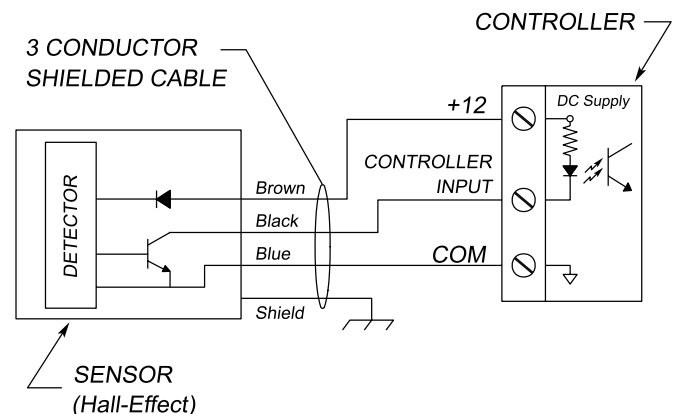 CONTROLLER
3 CONDUCTOR
SHIELDED CABLE
+12
DC Supply
CONTROLLER
INPUT
COM
DETECTOR
Brown
Black
Blue
Shield
SENSOR
(Hall-Effect)